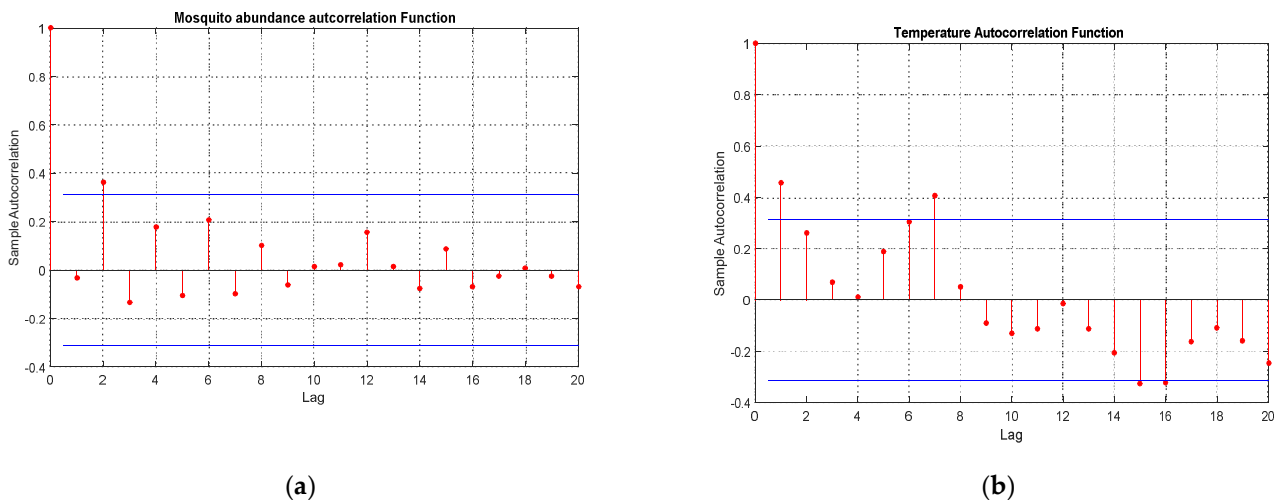 Mosquito abundance autcorrelation Function
1
0.8
0.6
0.4
0.2
0
-0.2
-0.4
Sample Autocorrelation
0 2 4 6 8 10 12 14 16 18 20
Lag
(a)
Temperature Autocorrelation Function
1
0.8
0.6
0.4
0.2
0
-0.2
-0.4
Sample Autocorrelation
0 2 4 6 8 10 12 14 16 18 20
Lag
(b)